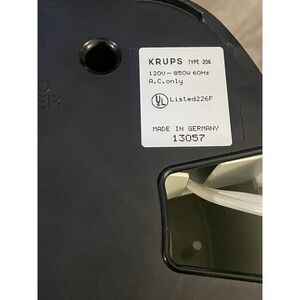 KRUPS TYPE 206
120V~ 850W 60Hz
A.C.only
UL Listed226F
MADE IN GERMANY
13057